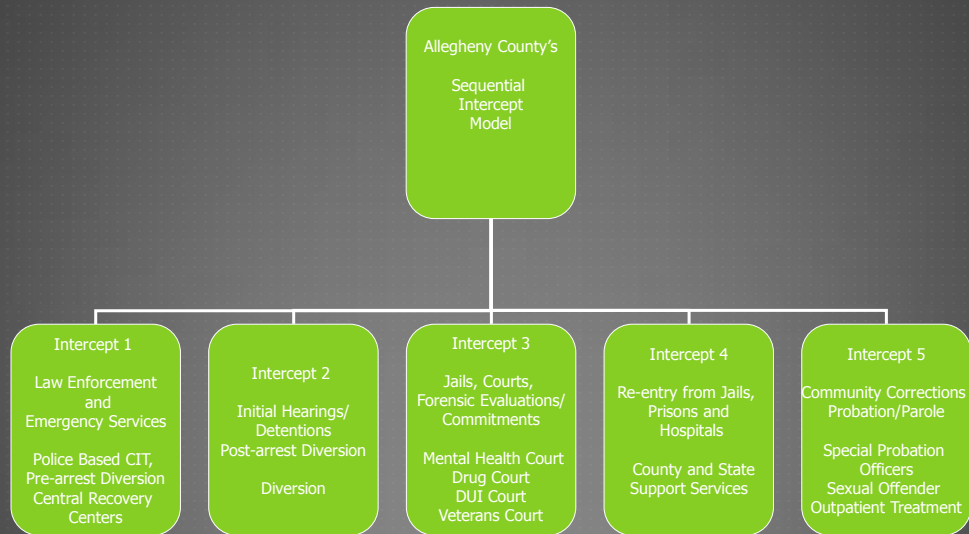 Allegheny County's
Sequential
Intercept
Model
Intercept 1
Law Enforcement
and
Emergency Services
Police Based CIT,
Pre-arrest Diversion
Central Recovery
Centers
Intercept 2
Initial Hearings/
Detentions
Post-arrest Diversion
Diversion
Intercept 3
Jails, Courts,
Forensic Evaluations/
Commitments
Mental Health Court
Drug Court
DUI Court
Veterans Court
Intercept 4
Re-entry from Jails,
Prisons and
Hospitals
County and State
Support Services
Intercept 5
Community Corrections
Probation/Parole
Special Probation
Officers
Sexual Offender
Outpatient Treatment